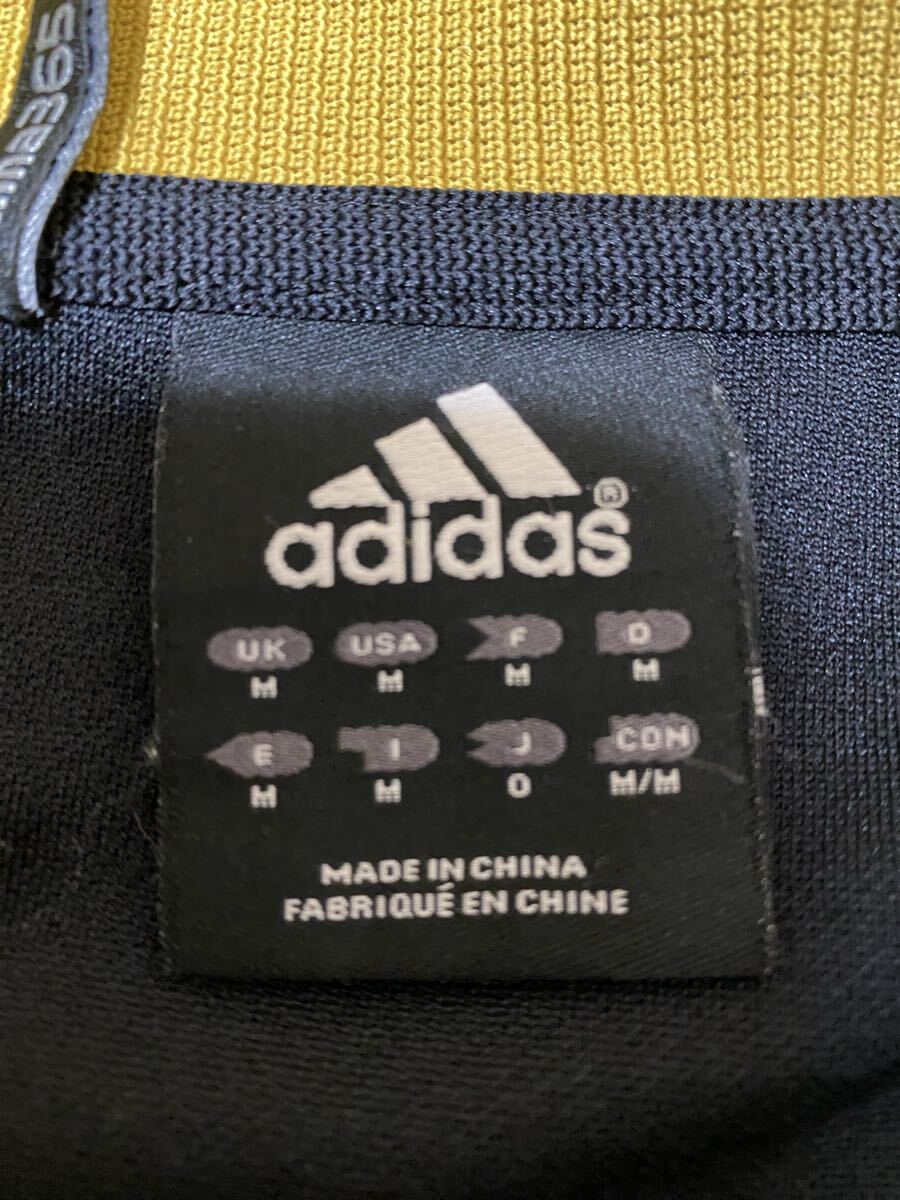 adidas®
UK USA F D
M M M M
E I J CDN
M M O M/M
MADE IN CHINA
FABRIQUÉ EN CHINE